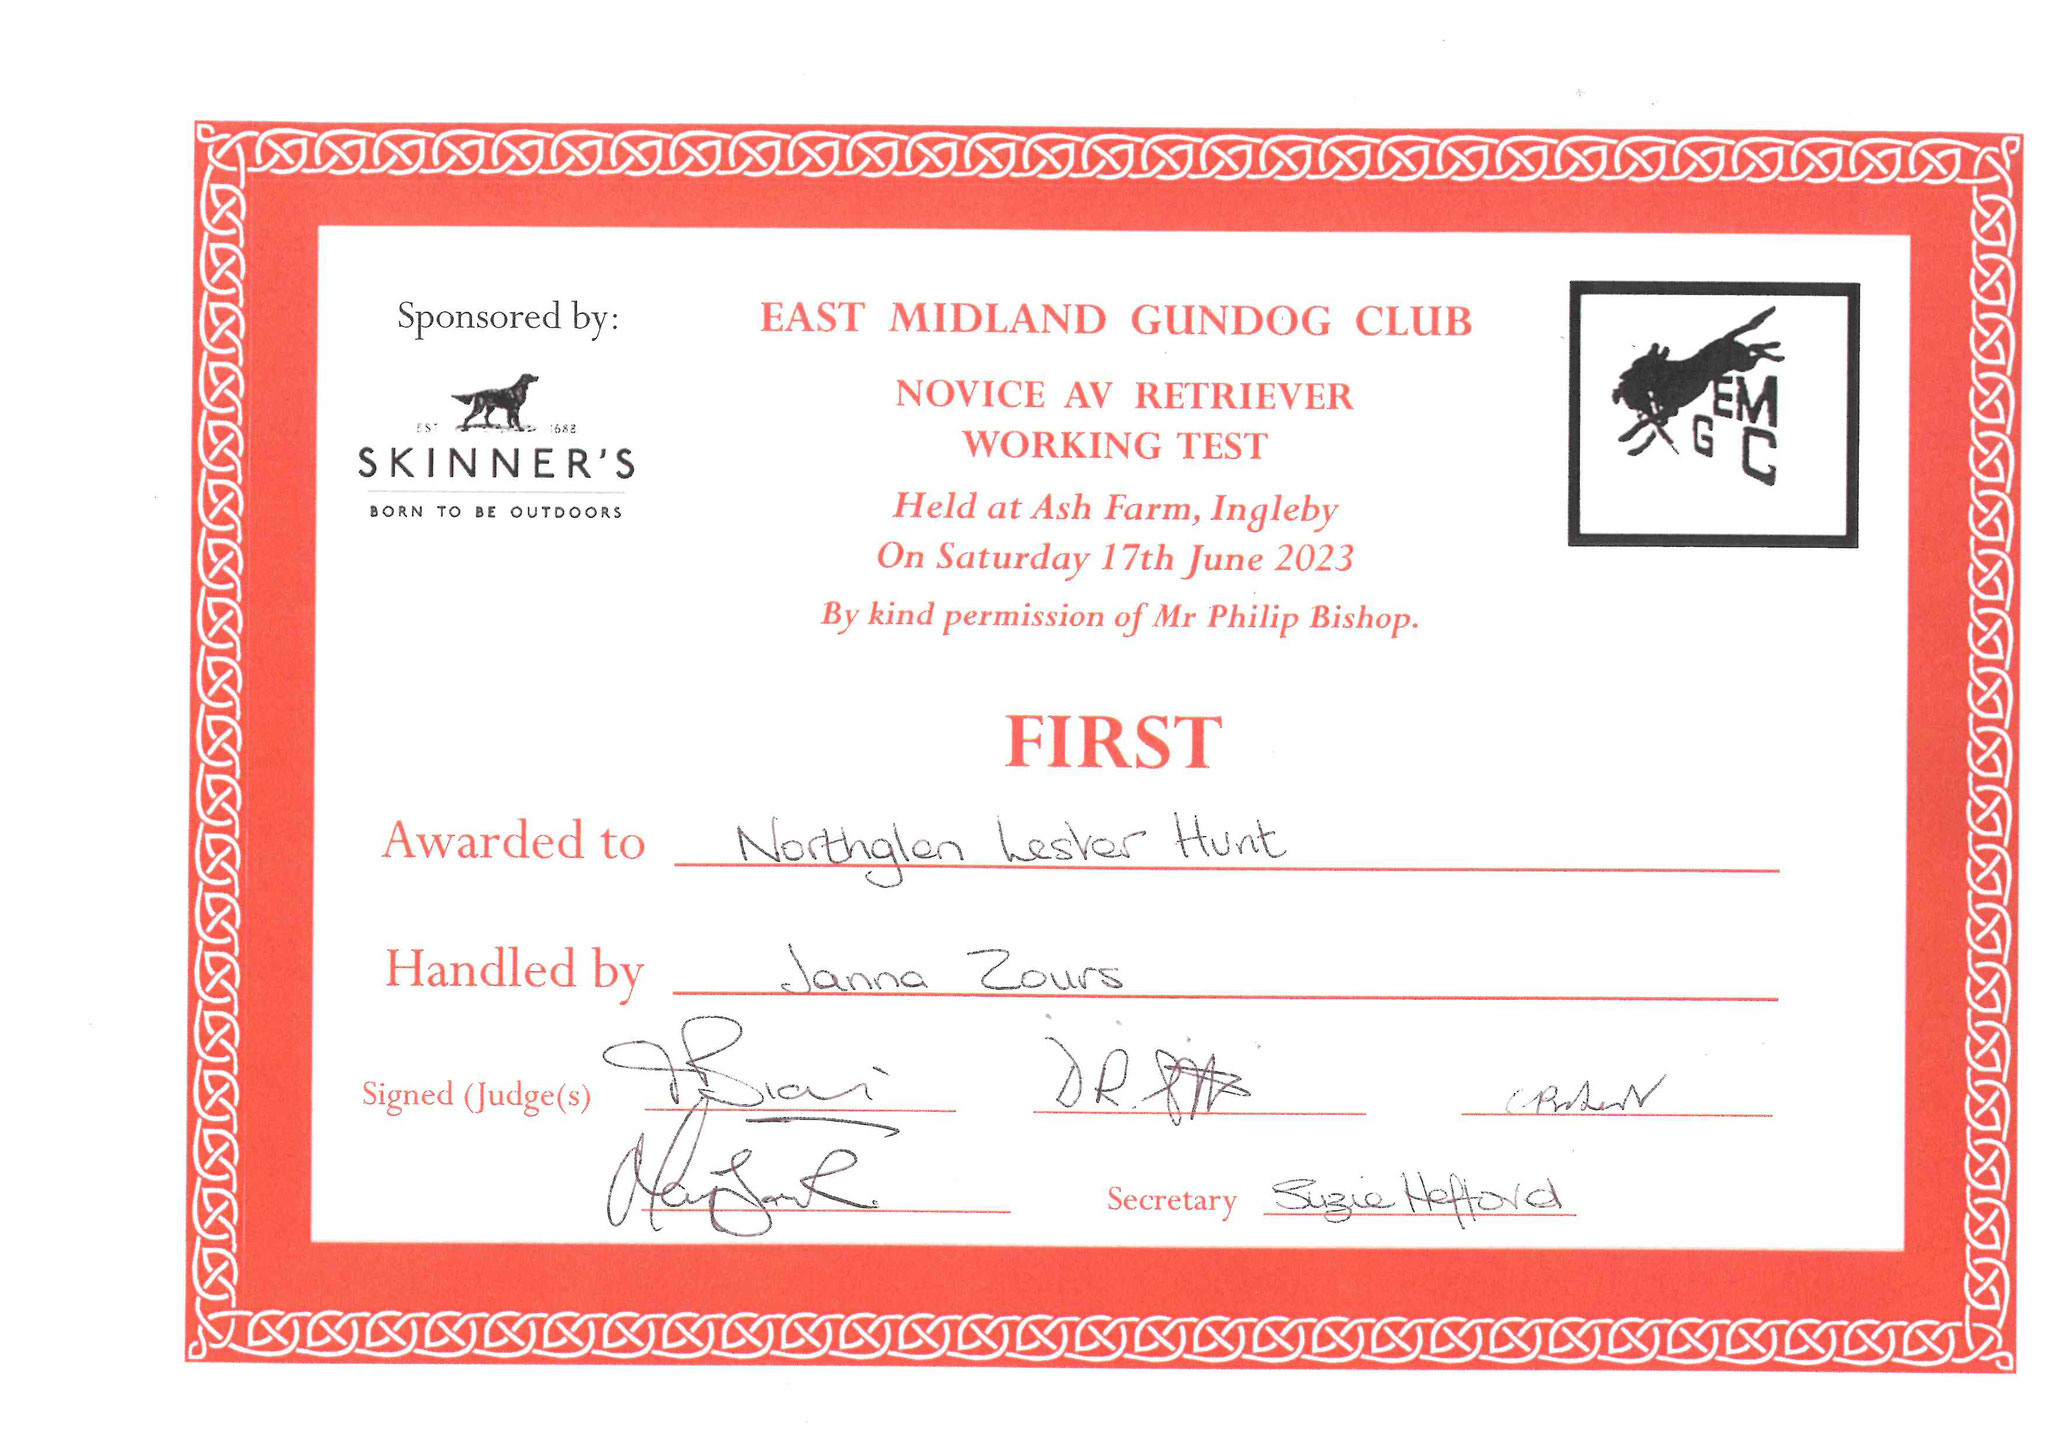 Sponsored by:
EST 1688
SKINNER'S
BORN TO BE OUTDOORS
EAST MIDLAND GUNDOG CLUB
NOVICE AV RETRIEVER
WORKING TEST
Held at Ash Farm, Ingleby
On Saturday 17th June 2023
By kind permission of Mr Philip Bishop.
EM
G C
FIRST
Awarded to Northglen Lesker Hunt
Handled by Janna Zours
Signed (Judge(s)
Secretary Suzie Hefford